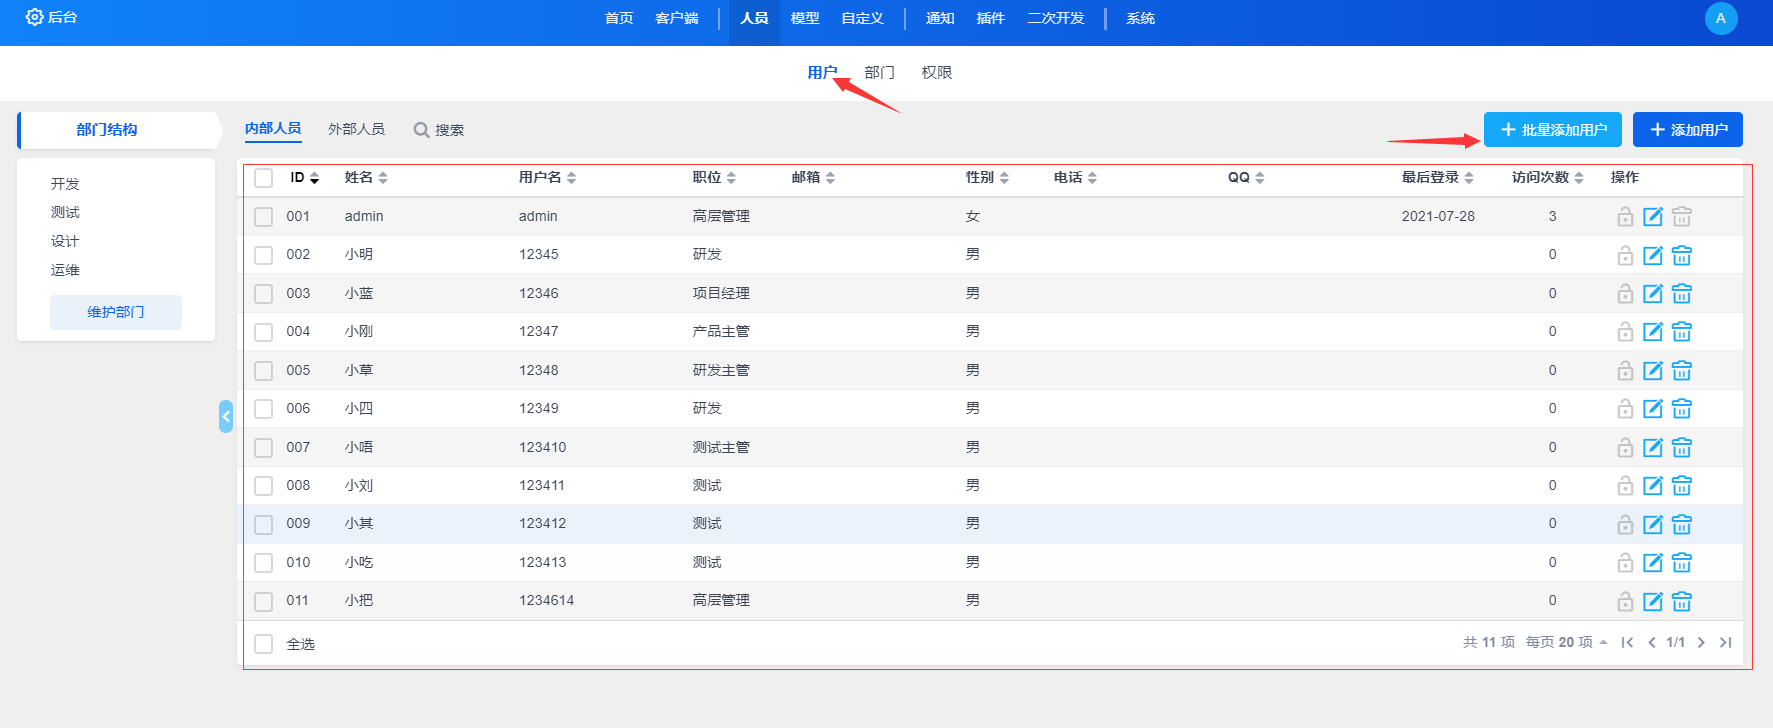 后台 首页 客户端 人员 模型 自定义 通知 插件 二次开发 系统 A
用户 部门 权限
部门结构
开发
测试
设计
运维
维护部门
内部人员 外部人员 搜索 批量添加用户 添加用户
ID 姓名 用户名 职位 邮箱 性别 电话 QQ 最后登录 访问次数 操作
001 admin admin 高层管理 女 2021-07-28 3
002 小明 12345 研发 男 0
003 小蓝 12346 项目经理 男 0
004 小刚 12347 产品主管 男 0
005 小草 12348 研发主管 男 0
006 小四 12349 研发 男 0
007 小唔 123410 测试主管 男 0
008 小刘 123411 测试 男 0
009 小其 123412 测试 男 0
010 小吃 123413 测试 男 0
011 小把 1234614 高层管理 男 0
全选 共 11 项 每页 20 项 1/1